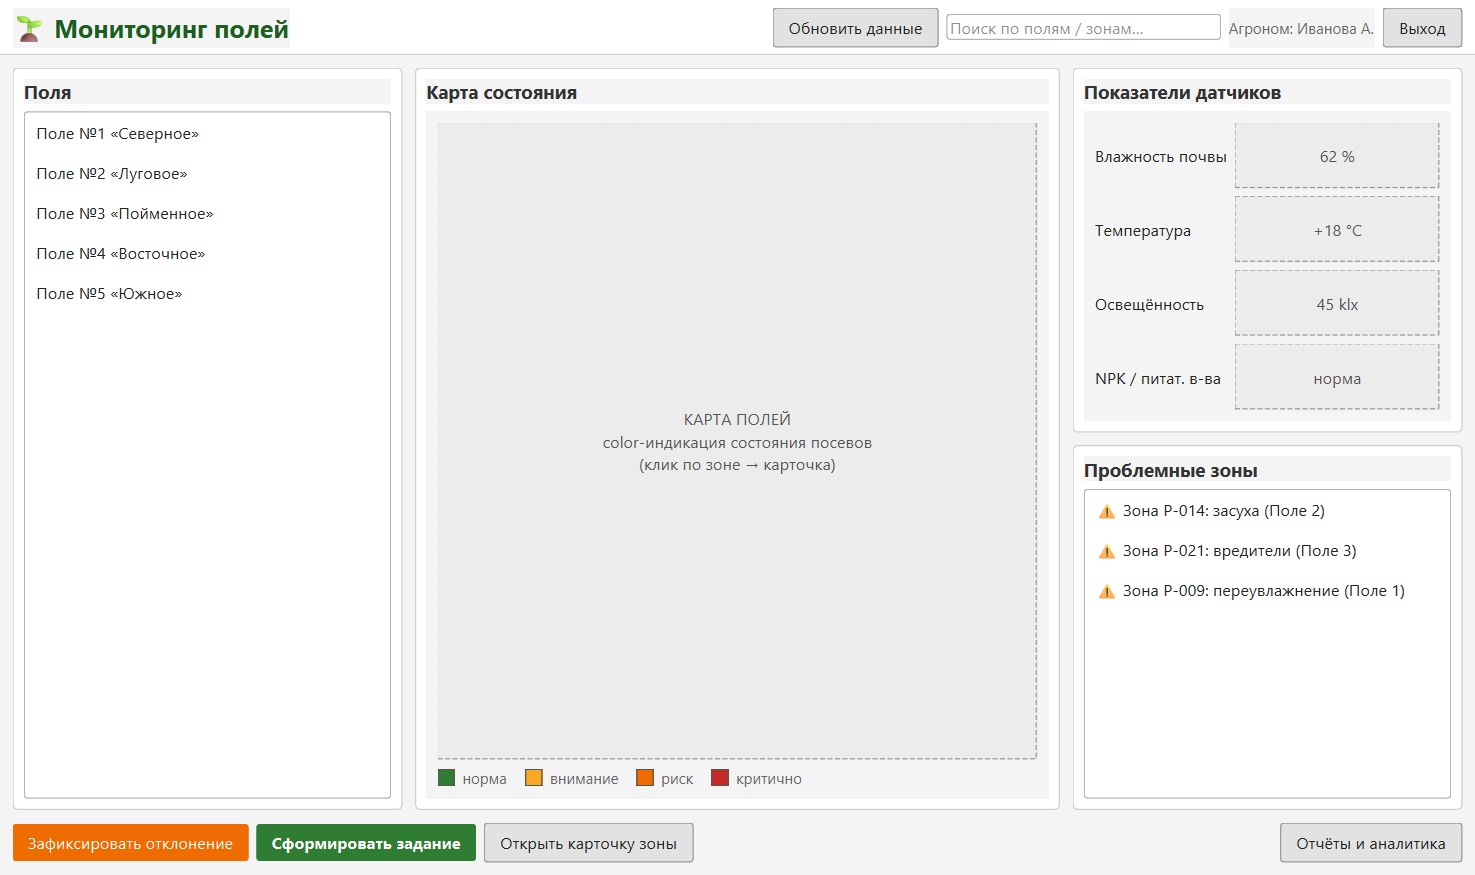 Мониторинг полей
Обновить данные
Поиск по полям / зонам...
Агроном: Иванова А.
Выход
Поля
Поле №1 «Северное»
Поле №2 «Луговое»
Поле №3 «Пойменное»
Поле №4 «Восточное»
Поле №5 «Южное»
Карта состояния
КАРТА ПОЛЕЙ
color-индикация состояния посевов
(клик по зоне → карточка)
норма
внимание
риск
критично
Показатели датчиков
Влажность почвы
62 %
Температура
+18 °C
Освещённость
45 klx
NPK / питат. в-ва
норма
Проблемные зоны
Зона P-014: засуха (Поле 2)
Зона P-021: вредители (Поле 3)
Зона P-009: переувлажнение (Поле 1)
Зафиксировать отклонение
Сформировать задание
Открыть карточку зоны
Отчёты и аналитика